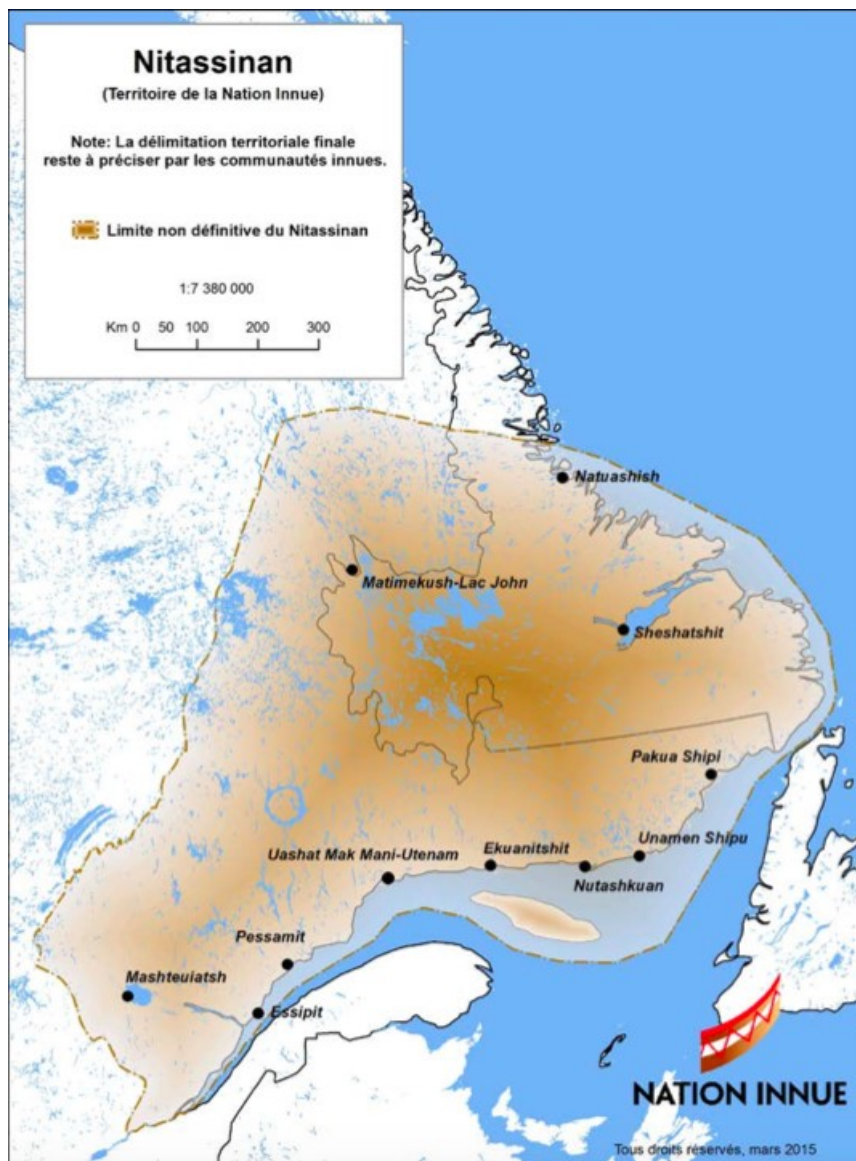 Nitassinan
(Territoire de la Nation Innue)
Note: La délimitation territoriale finale
reste à préciser par les communautés innues.
Limite non définitive du Nitassinan
1:7 380 000
Km 0 50 100 200 300
Natuashish
Matimekush-Lac John
Sheshatshit
Pakua Shipi
Unamen Shipu
Ekuanitshit
Uashat Mak Mani-Utenam
Nutashkuan
Pessamit
Mashteuiatsh
Essipit
NATION INNUE
Tous droits réservés, mars 2015